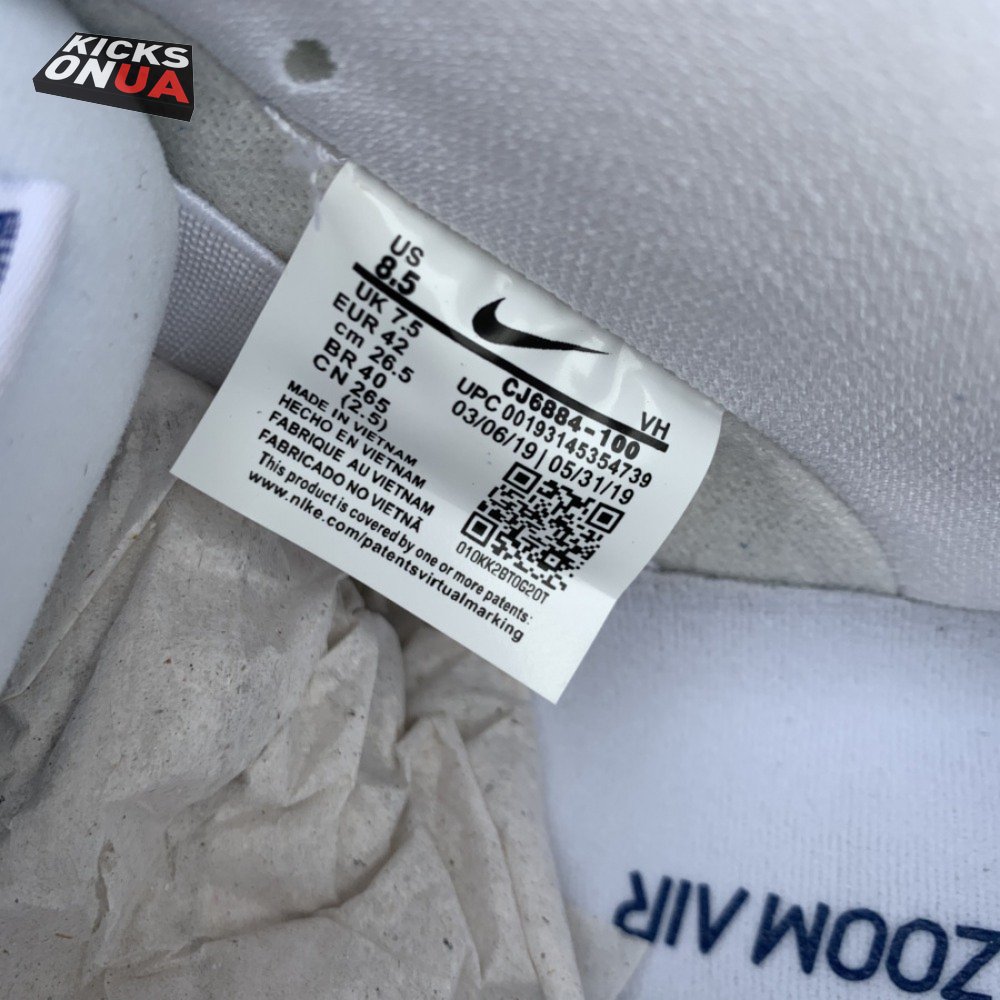 KICKS
ONUA
US
8.5
UK 7.5
EUR 42
cm 26.5
BR 40
CN 265
(2.5)
MADE IN VIETNAM
HECHO EN VIETNAM
FABRIQUE AU VIETNAM
FABRICADO NO VIETNÃ
This product is covered by one or more patents:
www.nike.com/patentsvirtualmarking
VH
CJ6884-100
UPC 00193145354739
03/06/19 | 05/31/19
010KK2BT0G20T
ZOOM AIR